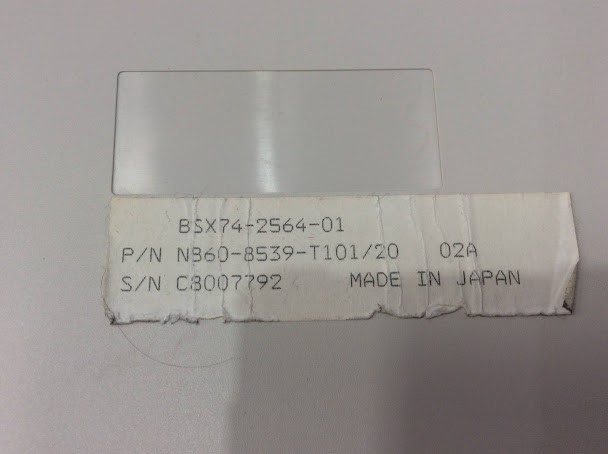 BSX74-2564-01
P/N N860-8539-T101/20 02A
S/N C8007792 MADE IN JAPAN